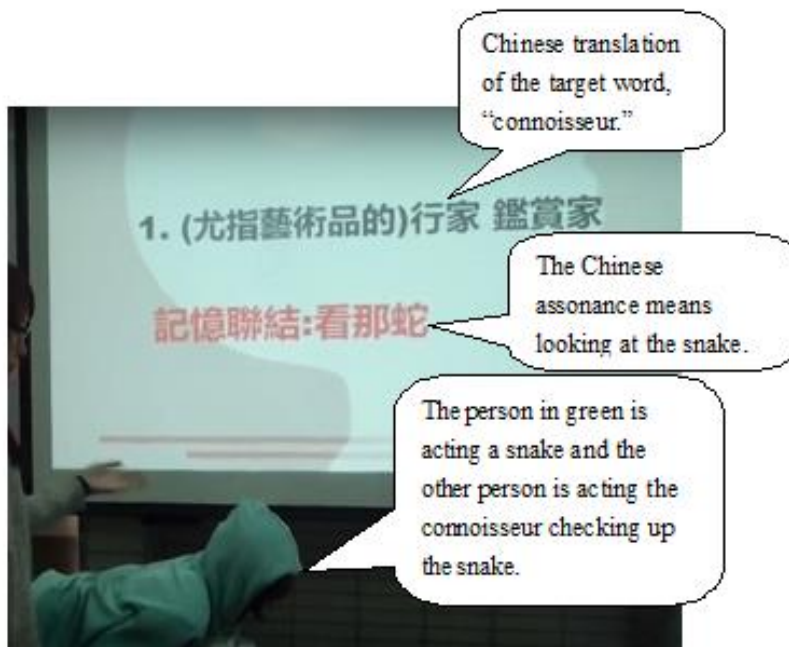 Chinese translation
of the target word,
“connoisseur.”
1. (尤指藝術品的)行家 鑑賞家
The Chinese
assonance means
looking at the snake.
記憶聯結:看那蛇
The person in green is
acting a snake and the
other person is acting the
connoisseur checking up
the snake.